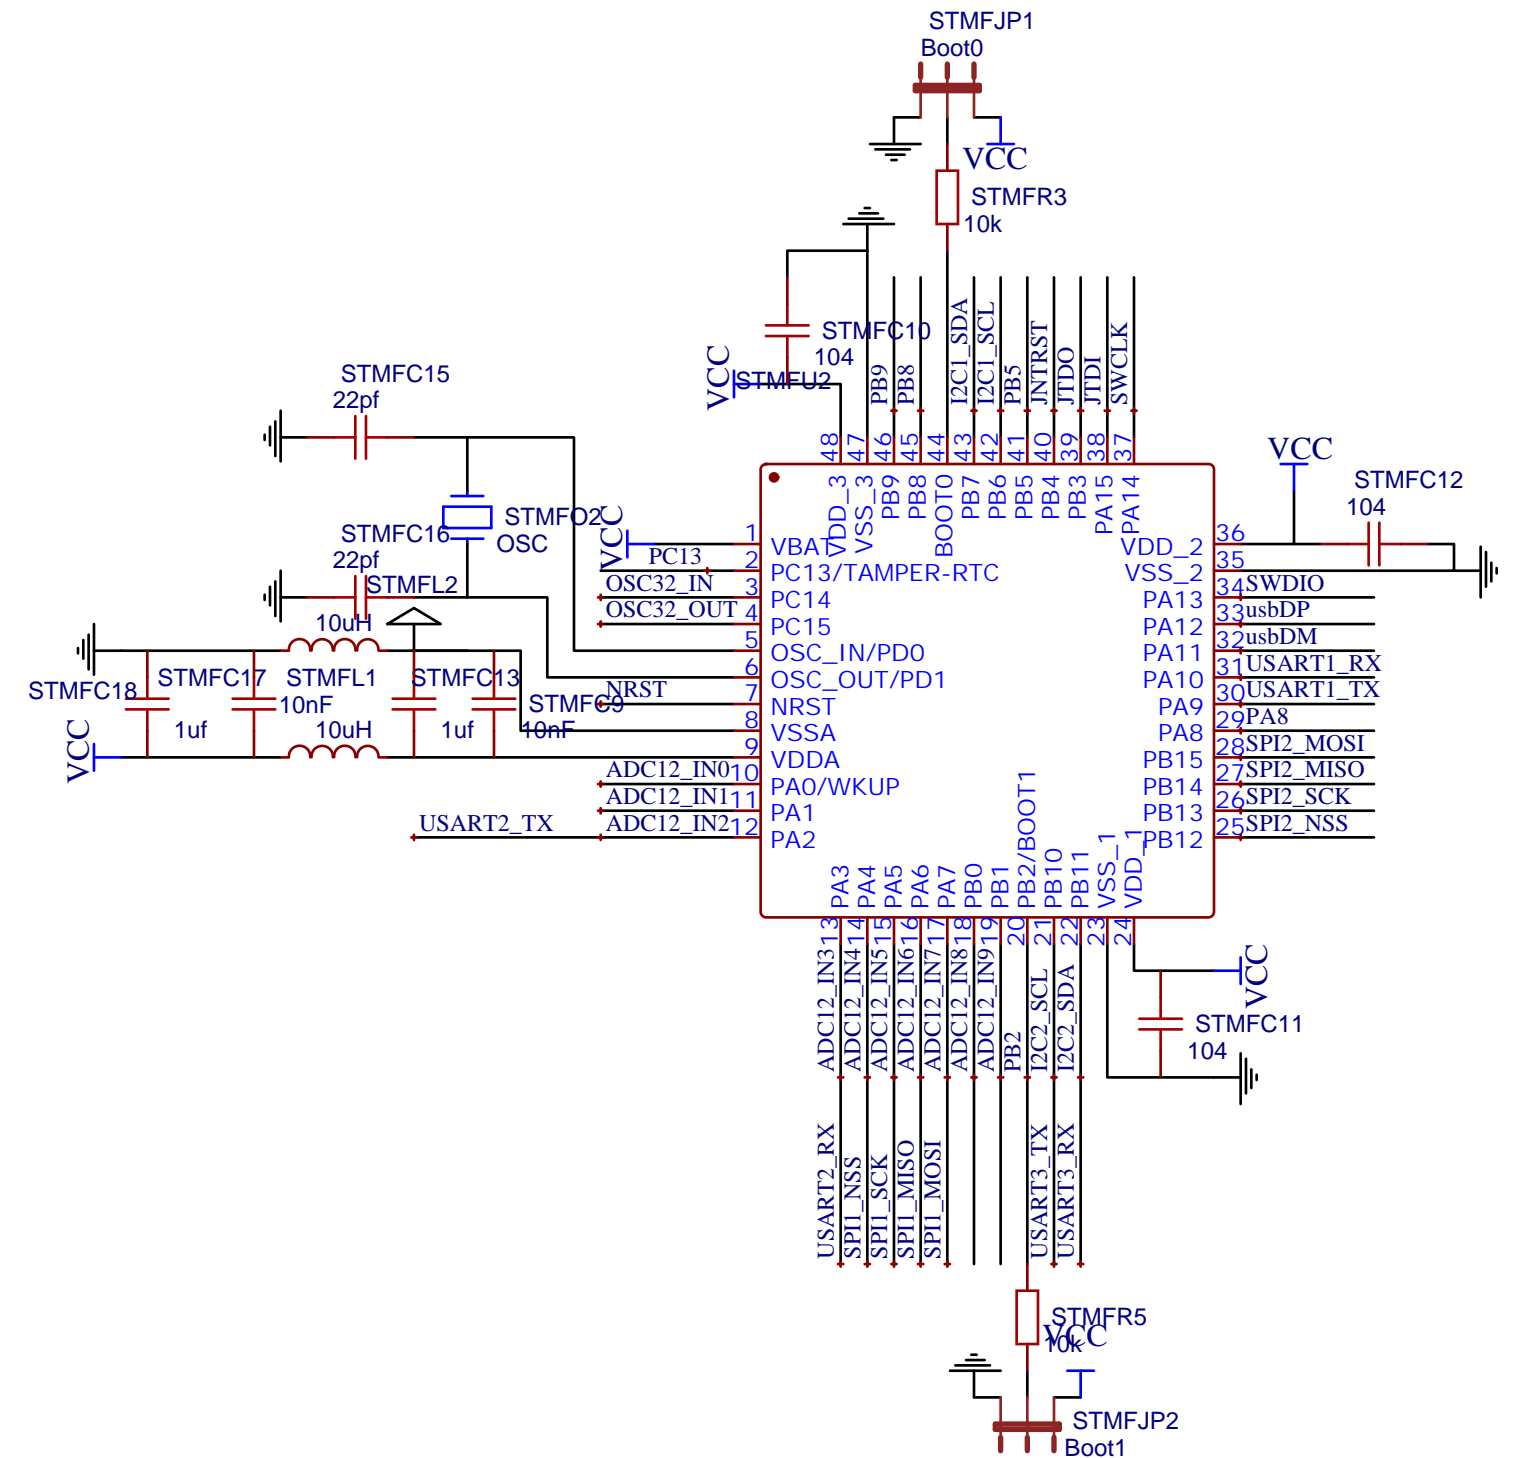 STMFJP1
Boot0
VCC
STMFR3
10k
STMFC10
104
VCC
STMFU2
PB9
PB8
I2C1_SDA
I2C1_SCL
PB5
JNTRST
JTDO
JTDI
SWCLK
STMFC15
22pf
STMFO2
OSC
STMFC16
22pf
STMFL2
10uH
STMFC18
1uf
STMFC17
10nF
STMFL1
10uH
STMFC13
1uf
STMFC9
10nF
VCC
VCC
48 47 46 45 44 43 42 41 40 39 38 37
VDD_3
VSS_3
PB9
PB8
BOOT0
PB7
PB6
PB5
PB4
PB3
PA15
PA14
VCC
STMFC12
104
1 VBAT
PC13 2 PC13/TAMPER-RTC
OSC32_IN 3 PC14
OSC32_OUT 4 PC15
5 OSC_IN/PD0
6 OSC_OUT/PD1
NRST 7 NRST
8 VSSA
9 VDDA
ADC12_IN0 10 PA0/WKUP
ADC12_IN1 11 PA1
USART2_TX ADC12_IN2 12 PA2
VDD_2 36
VSS_2 35
PA13 34 SWDIO
PA12 33 usbDP
PA11 32 usbDM
PA10 31 USART1_RX
PA9 30 USART1_TX
PA8 29 PA8
PB15 28 SPI2_MOSI
PB14 27 SPI2_MISO
PB13 26 SPI2_SCK
PB12 25 SPI2_NSS
PA3
PA4
PA5
PA6
PA7
PB0
PB1
PB2/BOOT1
PB10
PB11
VSS_1
VDD_1
13 14 15 16 17 18 19 20 21 22 23 24
ADC12_IN3
ADC12_IN4
ADC12_IN5
ADC12_IN6
ADC12_IN7
ADC12_IN8
ADC12_IN9
PB2
I2C2_SCL
I2C2_SDA
VCC
STMFC11
104
USART2_RX
SPI1_NSS
SPI1_SCK
SPI1_MISO
SPI1_MOSI
USART3_TX
USART3_RX
STMFR5
10k
VCC
STMFJP2
Boot1